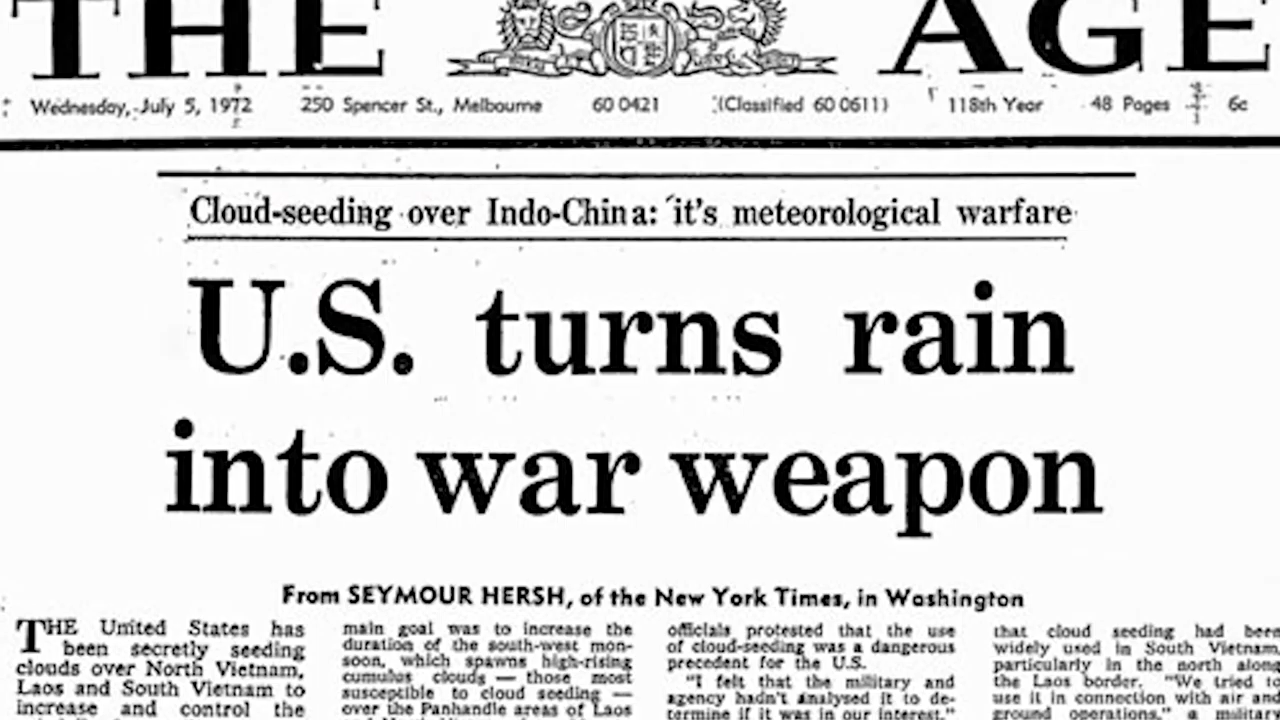 THE AGE
Wednesday, July 5, 1972 250 Spencer St., Melbourne 60 0421 (Classified 60 0611) 118th Year 48 Pages 6c
Cloud-seeding over Indo-China: it's meteorological warfare
U.S. turns rain
into war weapon
From SEYMOUR HERSH, of the New York Times, in Washington
THE United States has
been secretly seeding
clouds over North Vietnam,
Laos and South Vietnam to
increase and control the
main goal was to increase the
duration of the south-west mon-
soon, which spawns high-rising
cumulus clouds — those most
susceptible to cloud seeding —
over the Panhandle areas of Laos
officials protested that the use
of cloud-seeding was a dangerous
precedent for the U.S.
"I felt that the military and
agency hadn't analysed it to de-
termine if it was in our interest,"
that cloud seeding had been
widely used in South Vietnam,
particularly in the north along
the Laos border. "We tried to
use it in connection with air and
ground operations," military